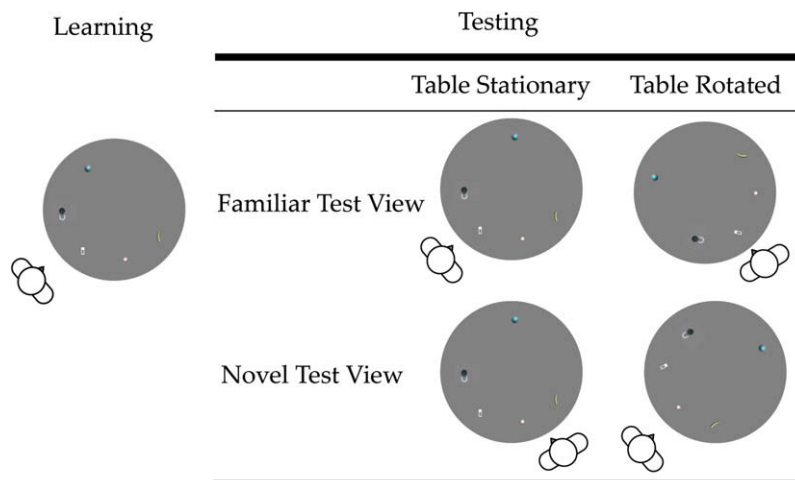 Learning
Testing
Table Stationary
Table Rotated
Familiar Test View
Novel Test View